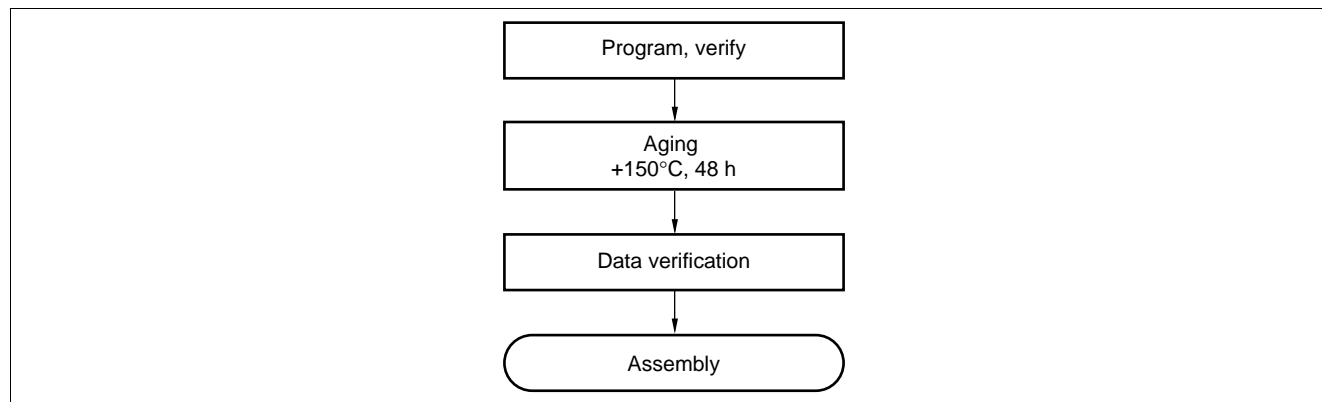 Program, verify
Aging
+150°C, 48 h
Data verification
Assembly